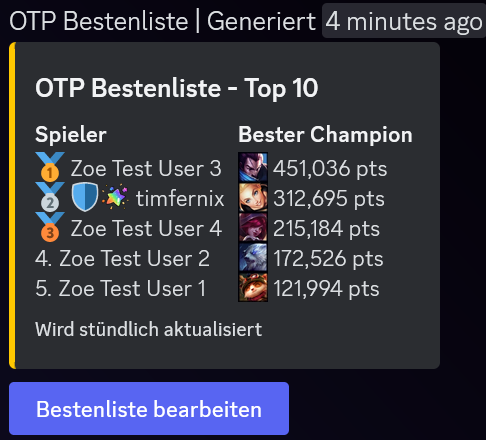 OTP Bestenliste | Generiert 4 minutes ago
OTP Bestenliste - Top 10
Spieler Bester Champion
1 Zoe Test User 3 451,036 pts
2 timfernix 312,695 pts
3 Zoe Test User 4 215,184 pts
4. Zoe Test User 2 172,526 pts
5. Zoe Test User 1 121,994 pts
Wird stündlich aktualisiert
Bestenliste bearbeiten